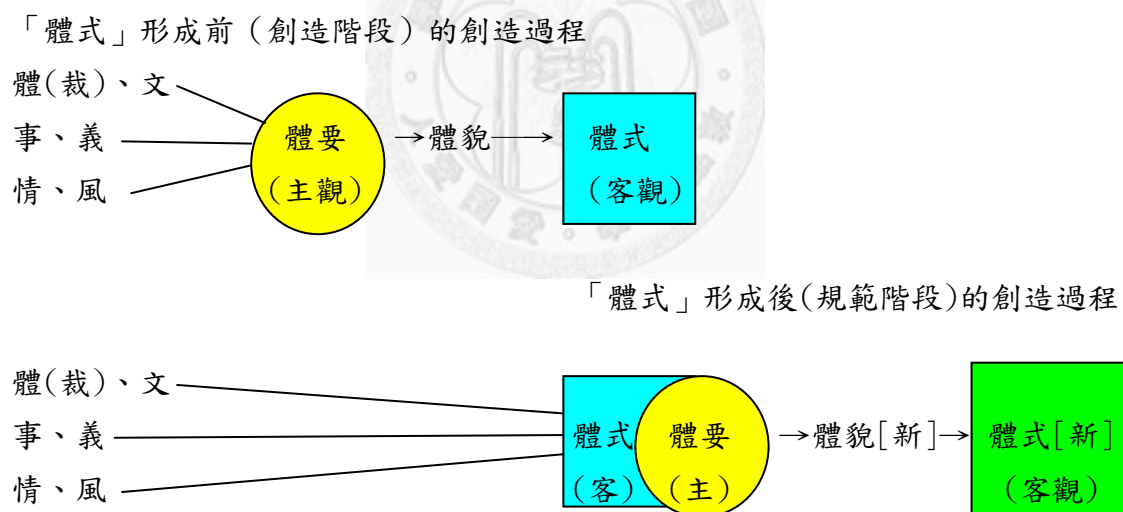 「體式」形成前（創造階段）的創造過程
體(裁)、文
事、義
情、風
體要
(主觀)
→體貌→
體式
(客觀)
「體式」形成後(規範階段)的創造過程
體(裁)、文
事、義
情、風
體式
(客)
體要
(主)
→體貌[新]→
體式[新]
(客觀)